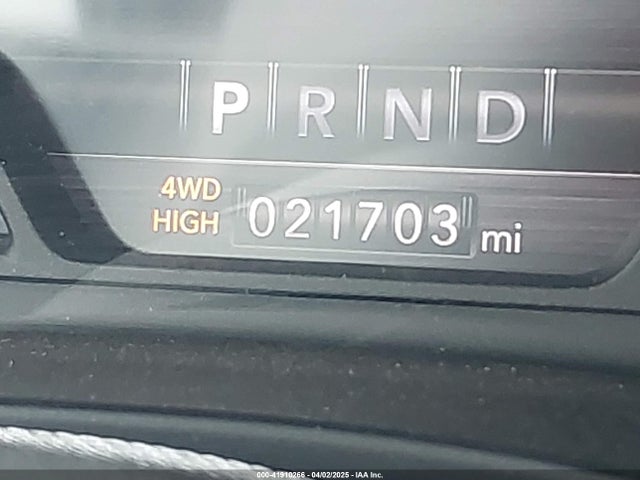 P R N D
4WD
HIGH
021703 mi
000-41910266 - 04/02/2025 - IAA Inc.